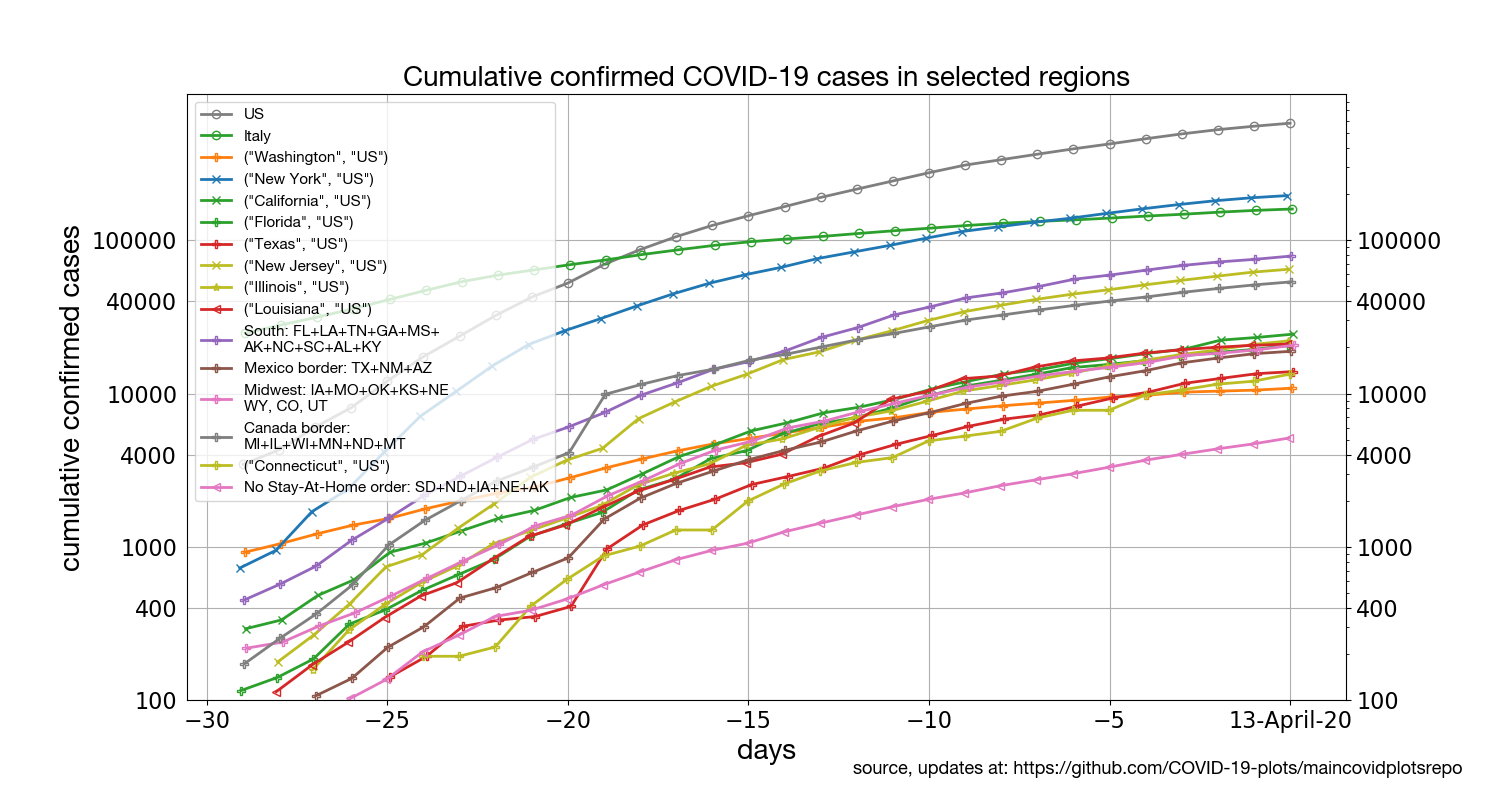 Cumulative confirmed COVID-19 cases in selected regions
US
Italy
("Washington", "US")
("New York", "US")
("California", "US")
("Florida", "US")
("Texas", "US")
("New Jersey", "US")
("Illinois", "US")
("Louisiana", "US")
South: FL+LA+TN+GA+MS+
AK+NC+SC+AL+KY
Mexico border: TX+NM+AZ
Midwest: IA+MO+OK+KS+NE
WY, CO, UT
Canada border:
MI+IL+WI+MN+ND+MT
("Connecticut", "US")
No Stay-At-Home order: SD+ND+IA+NE+AK
cumulative confirmed cases
100000
40000
10000
4000
1000
400
100
100000
40000
10000
4000
1000
400
100
−30
−25
−20
−15
−10
−5
13-April-20
days
source, updates at: https://github.com/COVID-19-plots/maincovidplotsrepo